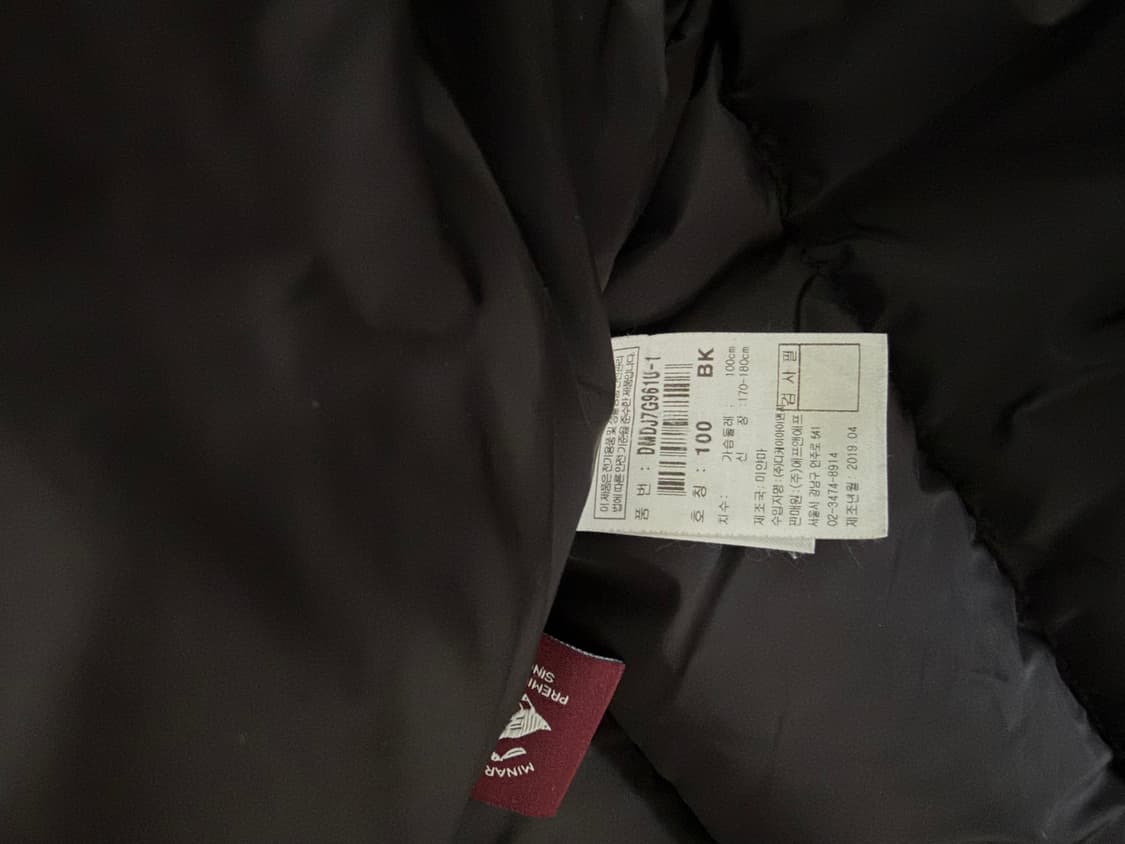 이 제품은 전기용품 및 생활용품 안전관리
법에 따른 안전기준을 준수한 제품입니다.
품 번 : DMDJ7G961U-1
호 칭 : 100 BK
치수: 가슴둘레 : 100cm
신 장 :170-180cm
제조국:미얀마
수입자명:(주)디케이아이
판매원:(주)에프앤에프
서울시 강남구 언주로 541
02-3474-8914
제조년월: 2019.04
검 사 필
PREMI
SIN
MINAR